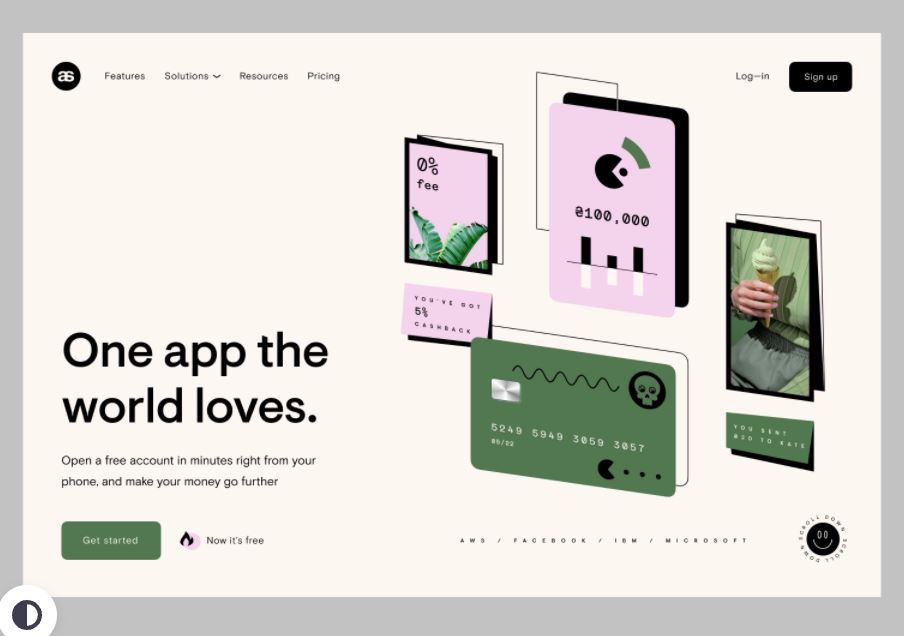 as
Features Solutions Resources Pricing
Log—in
Sign up
0%
fee
₴100,000
YOU'VE GOT
5%
CASHBACK
5249 5949 3059 3057
05/22
YOU SENT
₴20 TO KATE
One app the
world loves.
Open a free account in minutes right from your
phone, and make your money go further
Get started
Now it's free
AWS / FACEBOOK / IBM / MICROSOFT
SCROLL DOWN SCROLL DOWN